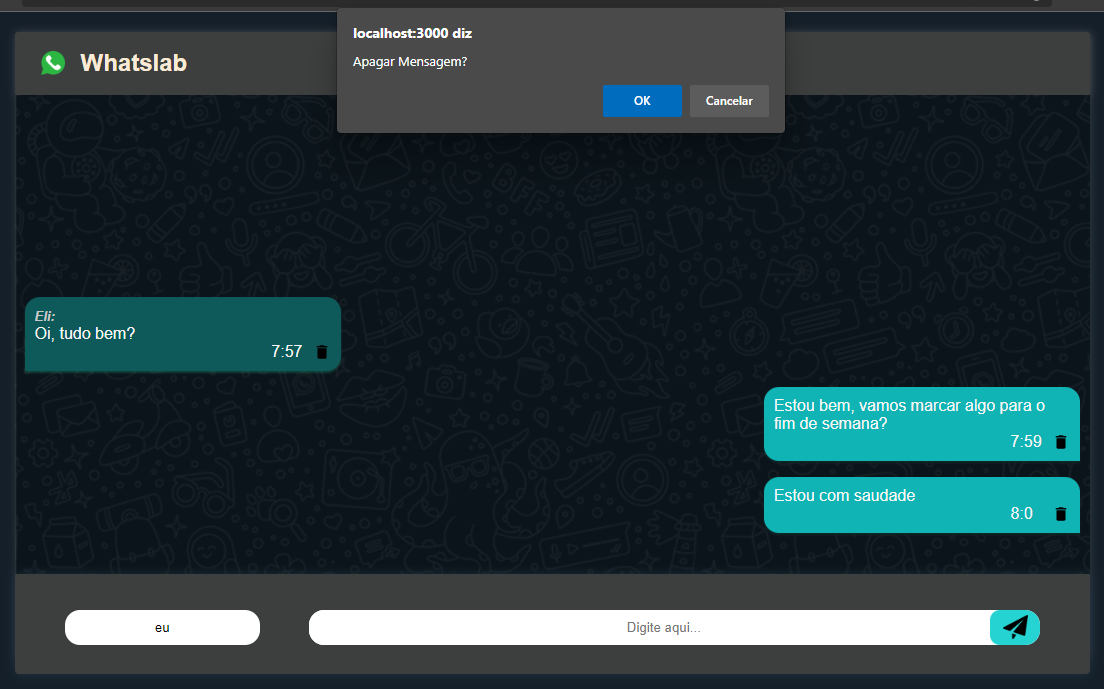 localhost:3000 diz
Apagar Mensagem?
OK Cancelar
Whatslab
Eli:
Oi, tudo bem?
7:57
Estou bem, vamos marcar algo para o
fim de semana?
7:59
Estou com saudade
8:0
eu
Digite aqui...